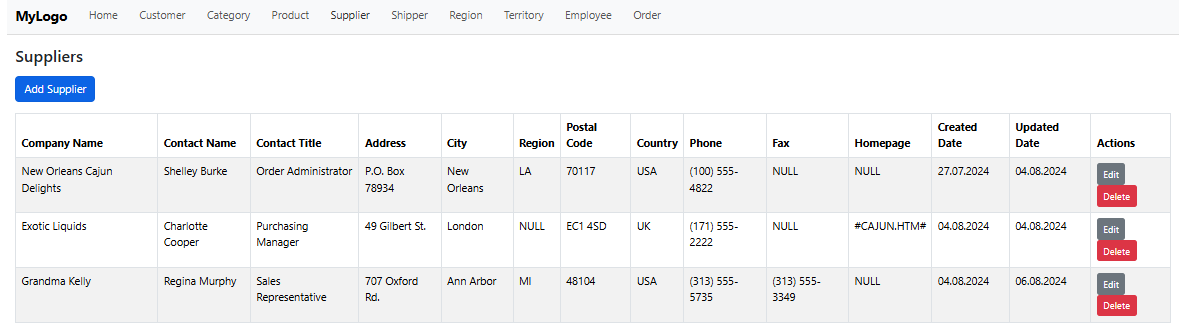 MyLogo Home Customer Category Product Supplier Shipper Region Territory Employee Order
Suppliers
Add Supplier
Company Name Contact Name Contact Title Address City Region Postal Code Country Phone Fax Homepage Created Date Updated Date Actions
New Orleans Cajun Delights Shelley Burke Order Administrator P.O. Box 78934 New Orleans LA 70117 USA (100) 555-4822 NULL NULL 27.07.2024 04.08.2024 Edit Delete
Exotic Liquids Charlotte Cooper Purchasing Manager 49 Gilbert St. London NULL EC1 4SD UK (171) 555-2222 NULL #CAJUN.HTM# 04.08.2024 04.08.2024 Edit Delete
Grandma Kelly Regina Murphy Sales Representative 707 Oxford Rd. Ann Arbor MI 48104 USA (313) 555-5735 (313) 555-3349 NULL 04.08.2024 06.08.2024 Edit Delete